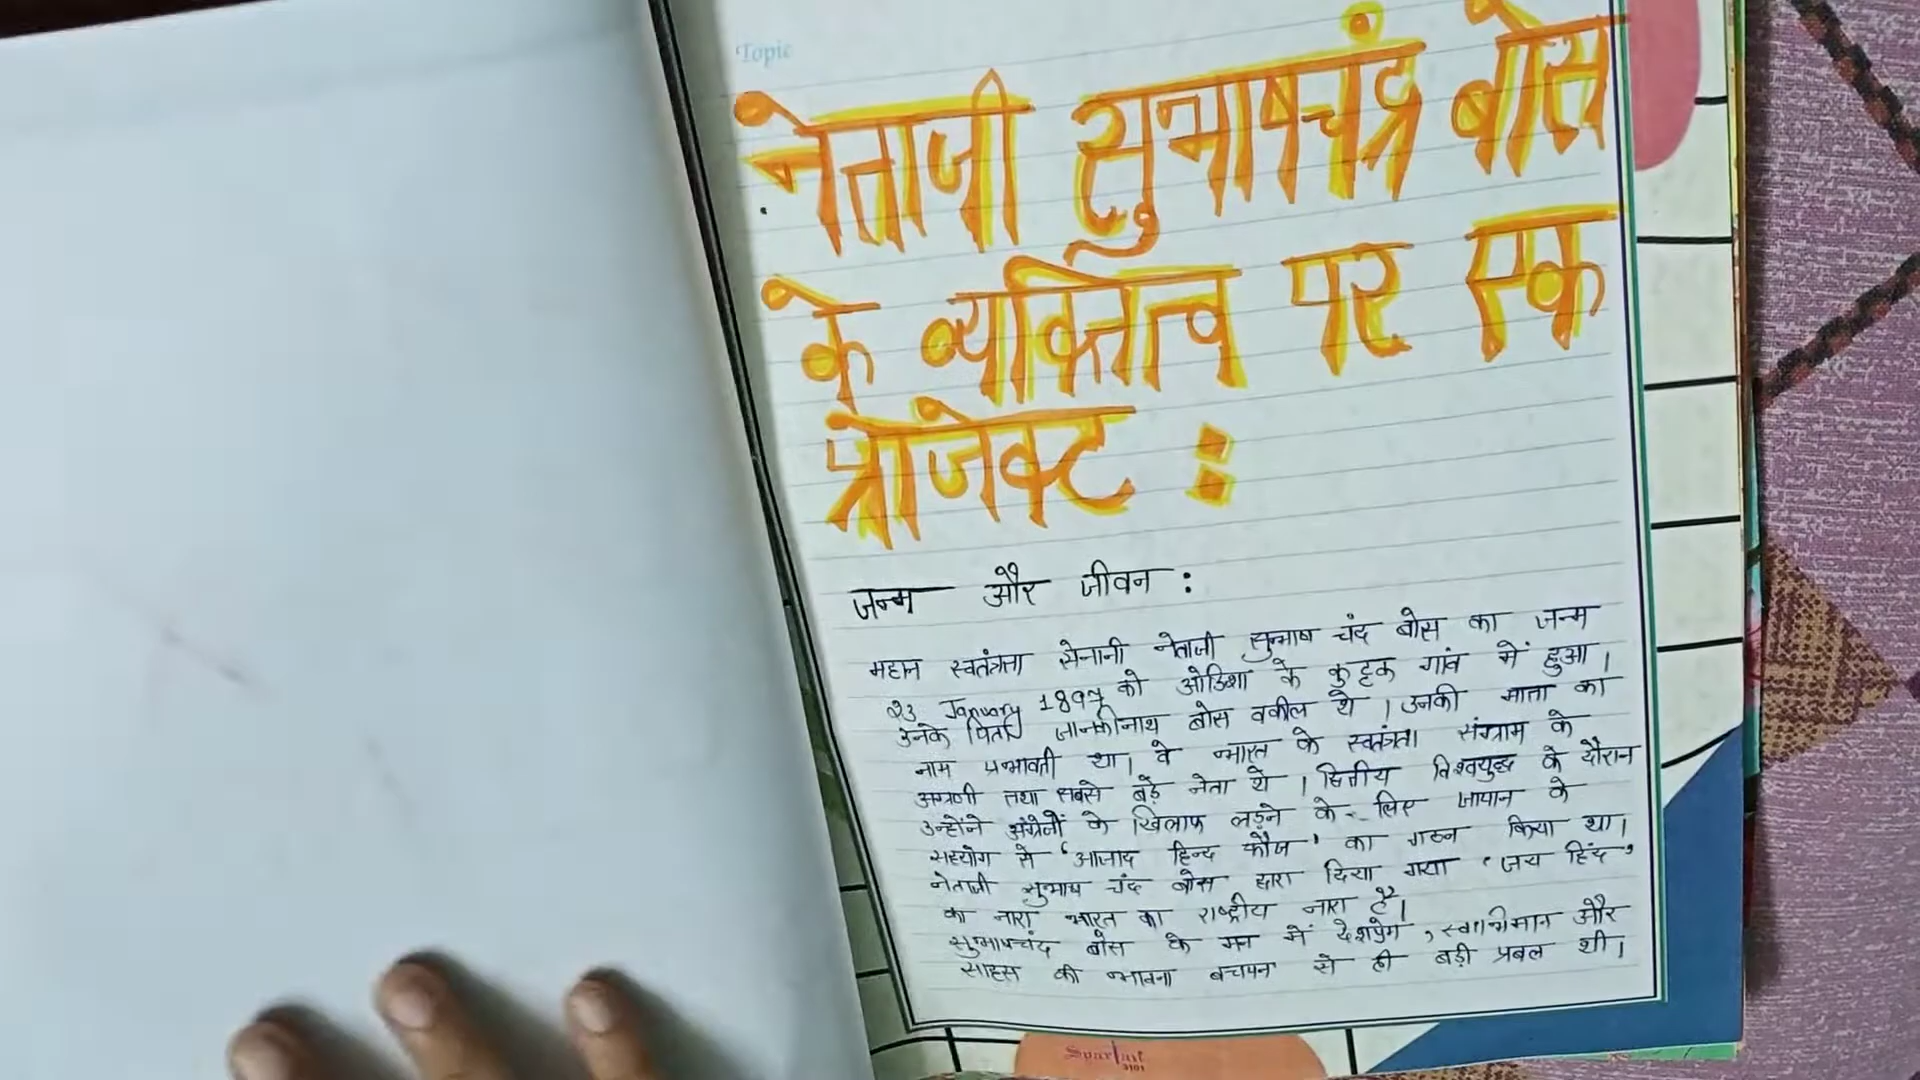 Topic
नेताजी सुभाषचंद्र बोस
के व्यक्तित्व पर एक
प्रोजेक्ट :
जन्म और जीवन :
महान स्वतंत्रता सेनानी नेताजी सुभाष चंद बोस का जन्म
23 January 1897 को ओडिशा के कुट्टक गांव में हुआ।
उनके पिता जानकीनाथ बोस वकील थे। उनकी माता का
नाम प्रभावती था। वे भारत के स्वतंत्रता संग्राम के
अग्रणी तथा सबसे बड़े नेता थे। द्वितीय विश्वयुद्ध के दौरान
उन्होंने अंग्रेजों के खिलाफ लड़ने के लिए जापान के
सहयोग से 'आजाद हिन्द फौज' का गठन किया था।
नेताजी सुभाष चंद बोस द्वारा दिया गया 'जय हिंद'
का नारा भारत का राष्ट्रीय नारा है।
सुभाषचंद बोस के मन में देशप्रेम, स्वाभिमान और
साहस की भावना बचपन से ही बड़ी प्रबल थी।